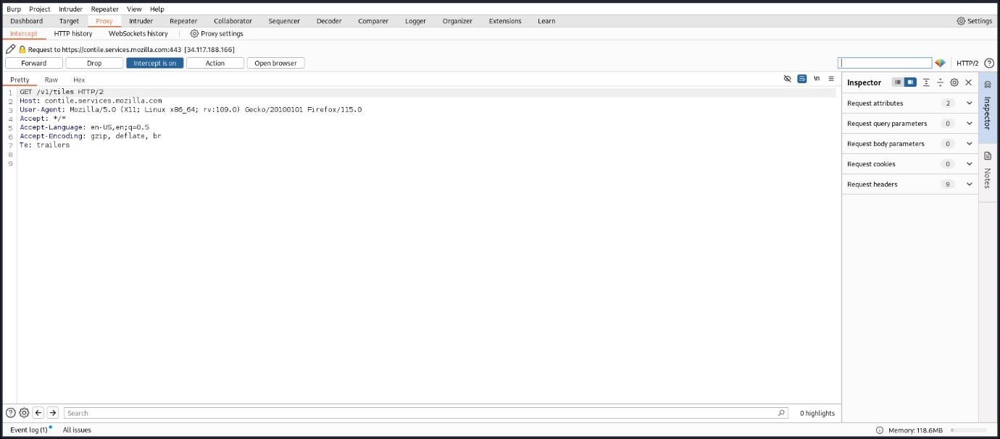 Burp Project Intruder Repeater View Help
Dashboard Target Proxy Intruder Repeater Collaborator Sequencer Decoder Comparer Logger Organizer Extensions Learn Settings
Intercept HTTP history WebSockets history Proxy settings
Request to https://contile.services.mozilla.com:443 [34.117.188.166]
Forward Drop Intercept is on Action Open browser HTTP/2
Pretty Raw Hex \n
Inspector
1 GET /v1/tiles HTTP/2
2 Host: contile.services.mozilla.com
3 User-Agent: Mozilla/5.0 (X11; Linux x86_64; rv:109.0) Gecko/20100101 Firefox/115.0
4 Accept: */*
5 Accept-Language: en-US,en;q=0.5
6 Accept-Encoding: gzip, deflate, br
7 Te: trailers
8
9
Request attributes 2
Request query parameters 0
Request body parameters 0
Request cookies 0
Request headers 9
Inspector
Notes
Search 0 highlights
Event log (1) All issues Memory: 118.6MB